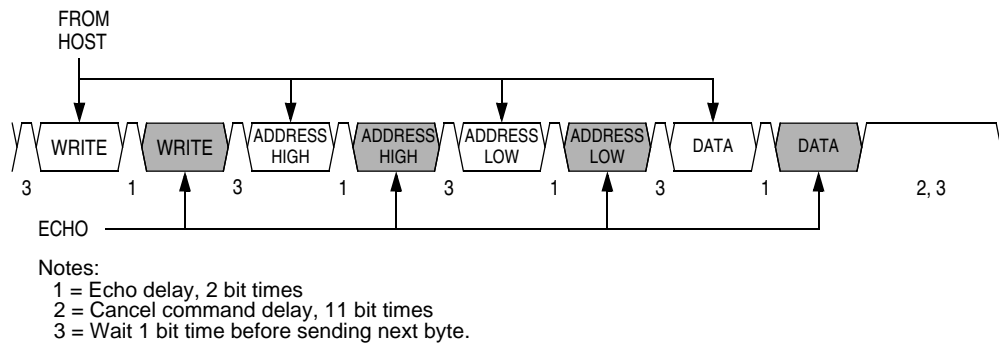 FROM
HOST
WRITE WRITE ADDRESS HIGH ADDRESS HIGH ADDRESS LOW ADDRESS LOW DATA DATA
3 1 3 1 3 1 3 1 2, 3
ECHO
Notes:
1 = Echo delay, 2 bit times
2 = Cancel command delay, 11 bit times
3 = Wait 1 bit time before sending next byte.